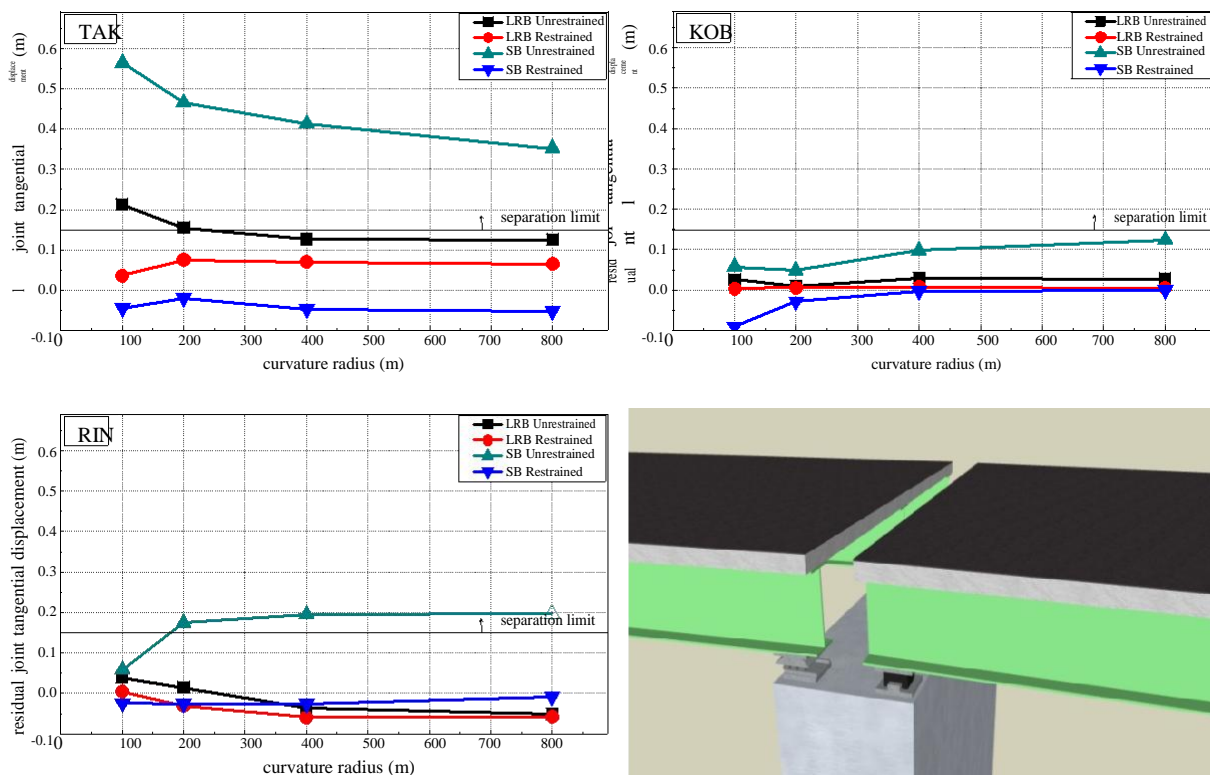 TAK
LRB Unrestrained
LRB Restrained
SB Unrestrained
SB Restrained
0.6
0.5
0.4
0.3
0.2
0.1
0.0
-0.1
separation limit
0 100 200 300 400 500 600 700 800
curvature radius (m)
joint tangential
(m)
KOB
LRB Unrestrained
LRB Restrained
SB Unrestrained
SB Restrained
0.6
0.5
0.4
0.3
0.2
0.1
0.0
-0.1
separation limit
0 100 200 300 400 500 600 700 800
curvature radius (m)
resid
ual
(m)
RIN
LRB Unrestrained
LRB Restrained
SB Unrestrained
SB Restrained
0.6
0.5
0.4
0.3
0.2
0.1
0.0
-0.1
separation limit
0 100 200 300 400 500 600 700 800
curvature radius (m)
residual joint tangential displacement (m)